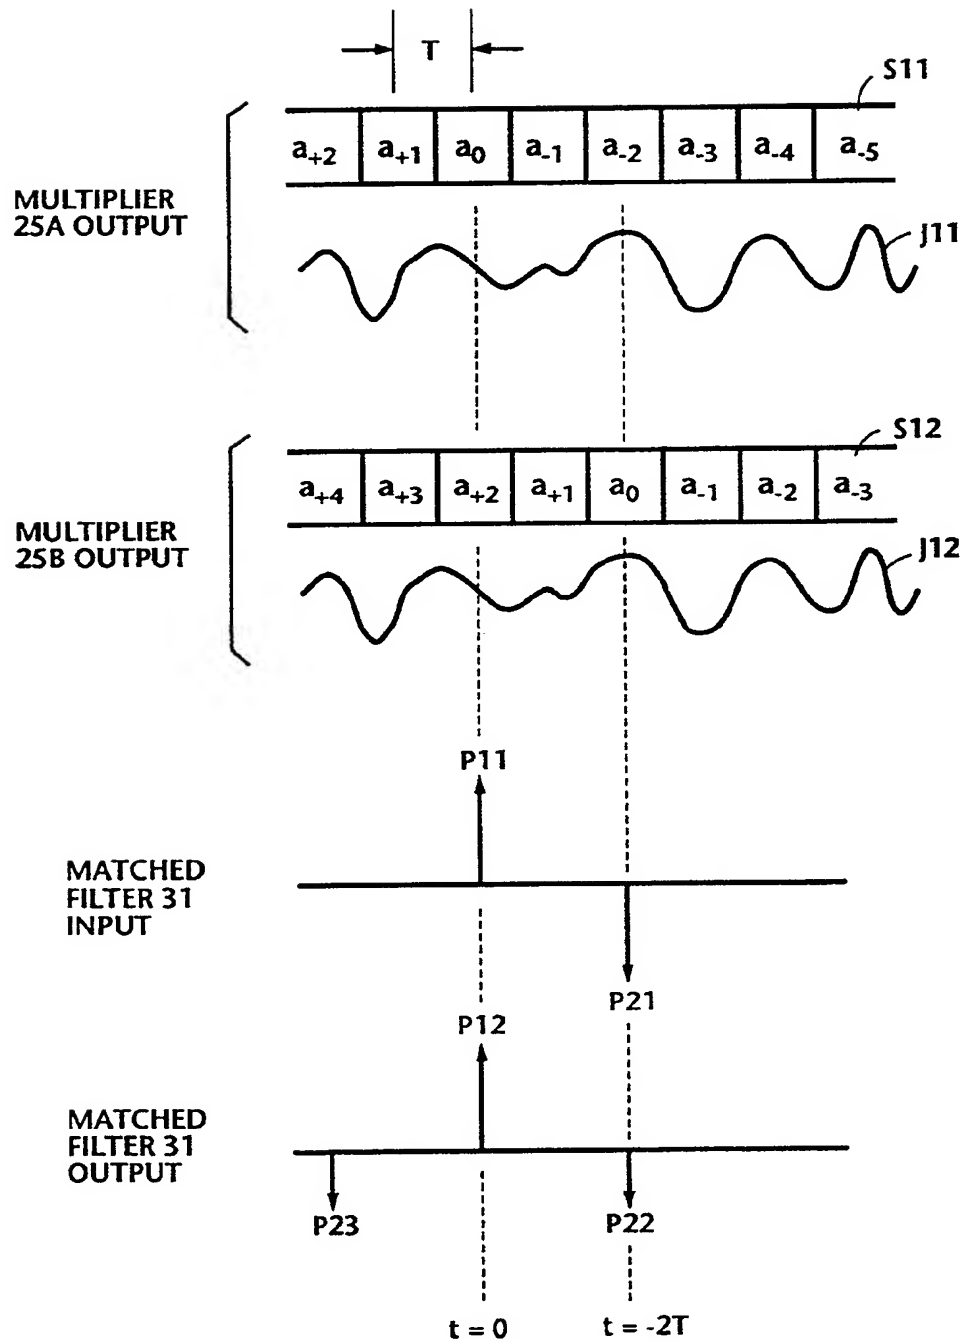 T
S11
a+2 a+1 a0 a-1 a-2 a-3 a-4 a-5
MULTIPLIER
25A OUTPUT
J11
S12
a+4 a+3 a+2 a+1 a0 a-1 a-2 a-3
MULTIPLIER
25B OUTPUT
J12
P11
MATCHED
FILTER 31
INPUT
P21
P12
MATCHED
FILTER 31
OUTPUT
P23 P22
t = 0 t = -2T